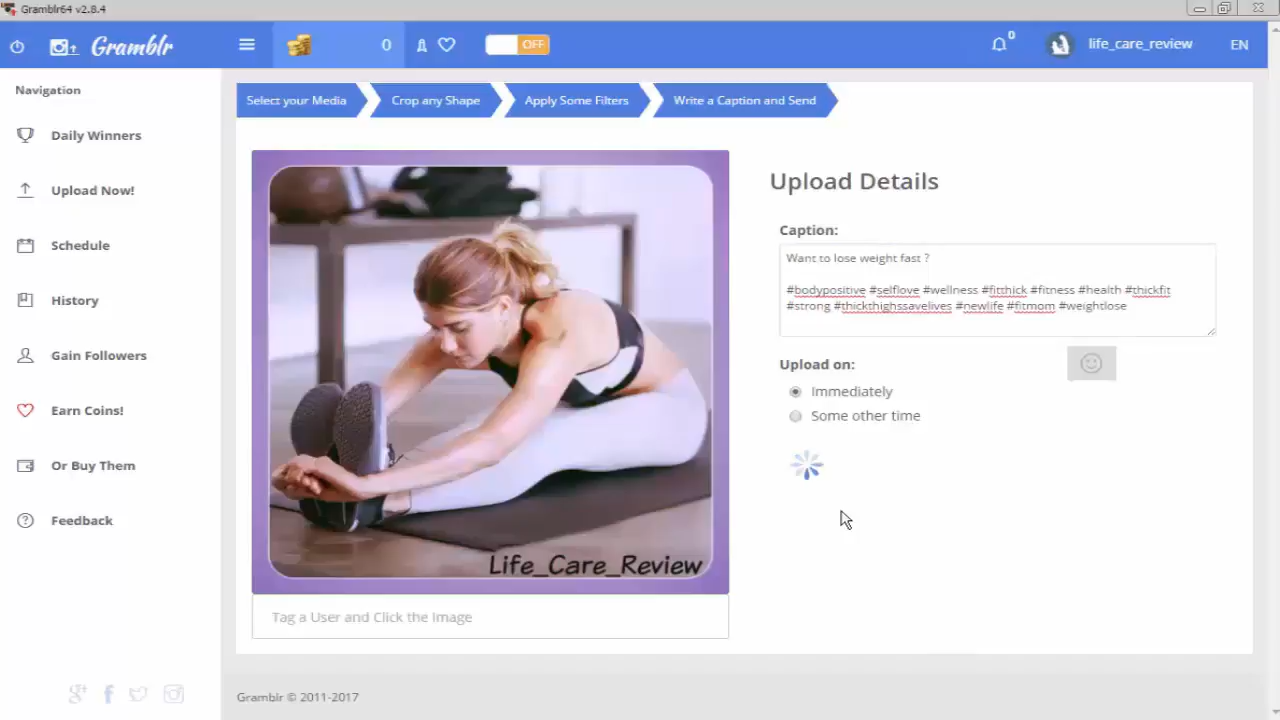 Gramblr64 v2.8.4
Gramblr
0
OFF
0
life_care_review
EN
Navigation
Daily Winners
Upload Now!
Schedule
History
Gain Followers
Earn Coins!
Or Buy Them
Feedback
Select your Media
Crop any Shape
Apply Some Filters
Write a Caption and Send
Life_Care_Review
Tag a User and Click the Image
Upload Details
Caption:
Want to lose weight fast ?
#bodypositive #selflove #wellness #fitthick #fitness #health #thickfit
#strong #thickthighssavelives #newlife #fitmom #weightlose
Upload on:
Immediately
Some other time
Gramblr © 2011-2017